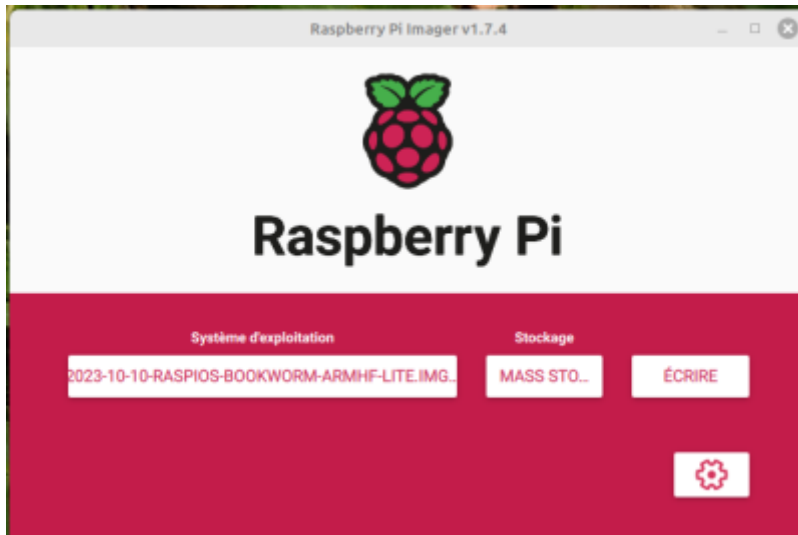 Raspberry Pi Imager v1.7.4
Raspberry Pi
Système d'exploitation Stockage
2023-10-10-RASPIOS-BOOKWORM-ARMHF-LITE.IMG... MASS STO... ÉCRIRE